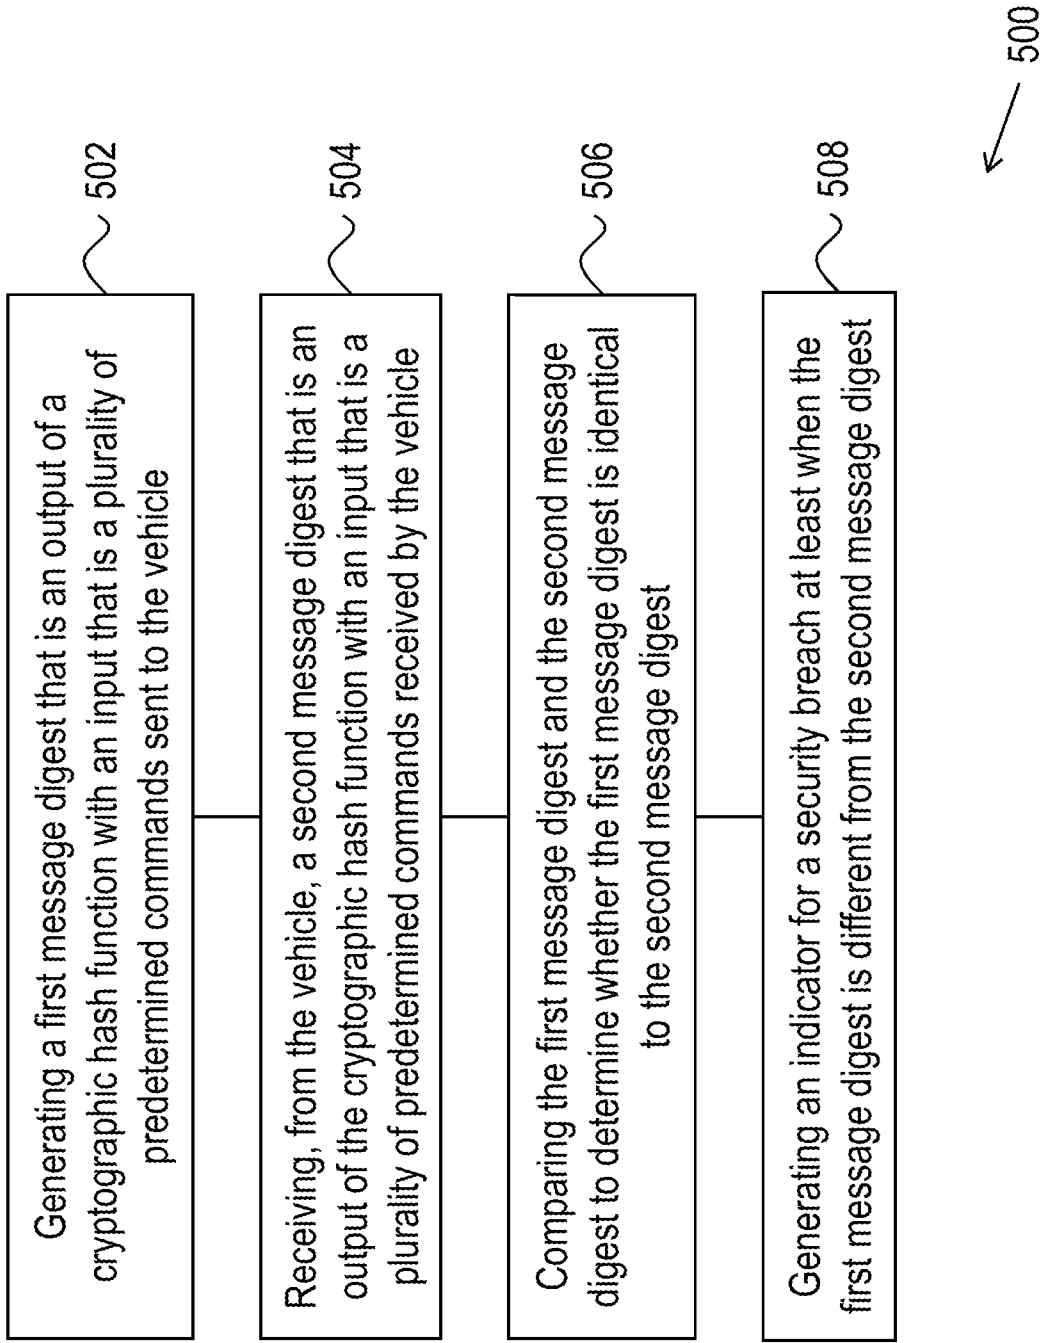 Generating a first message digest that is an output of a
cryptographic hash function with an input that is a plurality of
predetermined commands sent to the vehicle
502
Receiving, from the vehicle, a second message digest that is an
output of the cryptographic hash function with an input that is a
plurality of predetermined commands received by the vehicle
504
Comparing the first message digest and the second message
digest to determine whether the first message digest is identical
to the second message digest
506
Generating an indicator for a security breach at least when the
first message digest is different from the second message digest
508
500